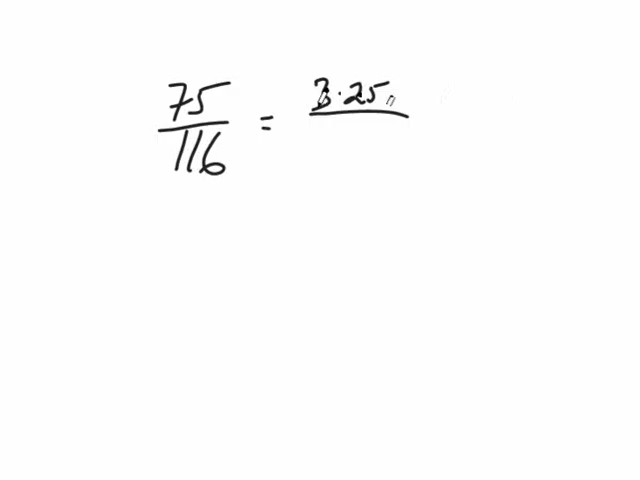 75/116 = 3·25/